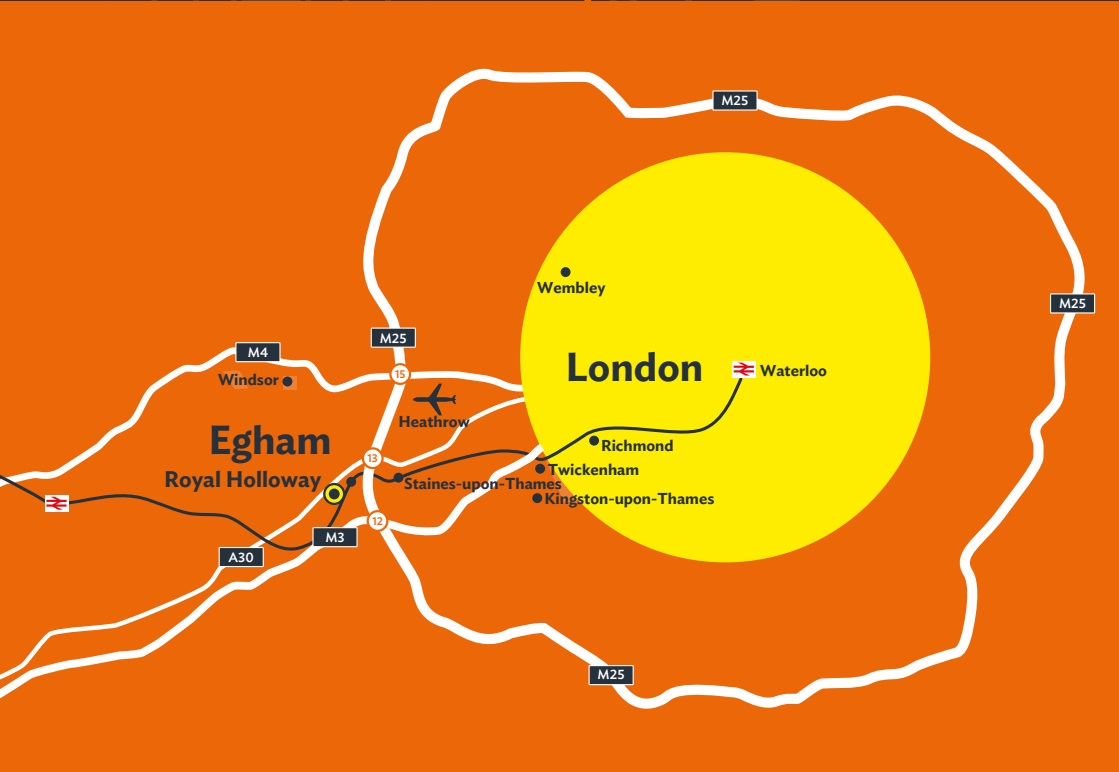 M25
M25
Wembley
M25
M4
London
Waterloo
Windsor
15
Heathrow
Egham
Richmond
13
Twickenham
Royal Holloway
Staines-upon-Thames
Kingston-upon-Thames
12
M3
A30
M25